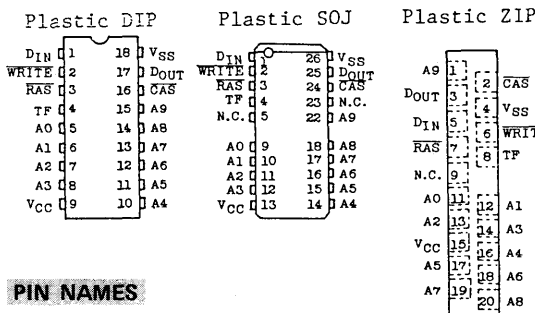 Plastic DIP
Plastic SOJ
Plastic ZIP
DIN 1 18 VSS
WRITE 2 17 DOUT
RAS 3 16 CAS
TF 4 15 A9
A0 5 14 A8
A1 6 13 A7
A2 7 12 A6
A3 8 11 A5
VCC 9 10 A4
DIN 1 26 VSS
WRITE 2 25 DOUT
RAS 3 24 CAS
TF 4 23 N.C.
N.C. 5 22 A9
A0 9 18 A8
A1 10 17 A7
A2 11 16 A6
A3 12 15 A5
VCC 13 14 A4
A9 1
2 CAS
DOUT 3
4 VSS
DIN 5
6 WRIT
RAS 7
8 TF
N.C. 9
A0 11
12 A1
A2 13
14 A3
VCC 15
16 A4
A5 17
18 A6
A7 19
20 A8
PIN NAMES